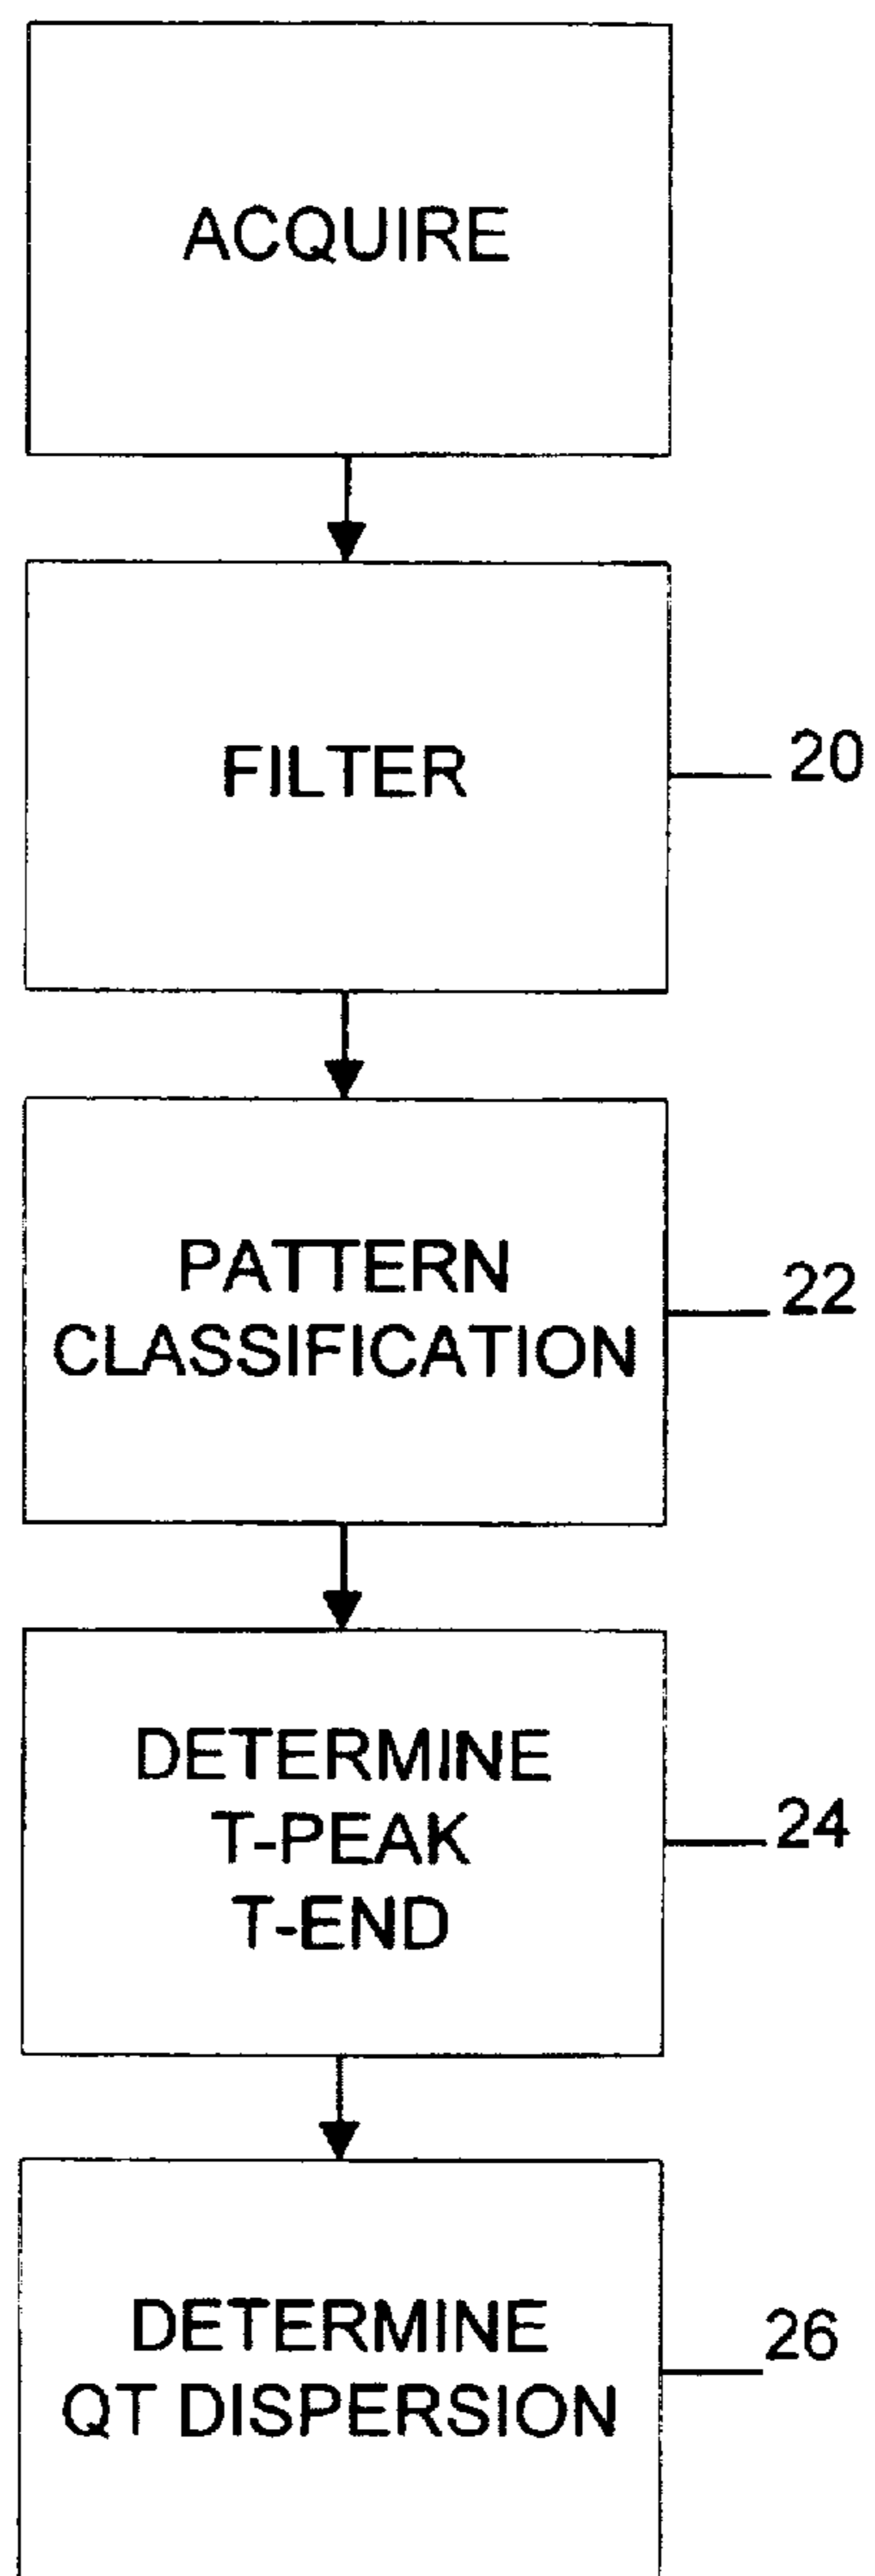 ACQUIRE
FILTER
20
PATTERN
CLASSIFICATION
22
DETERMINE
T-PEAK
T-END
24
DETERMINE
QT DISPERSION
26